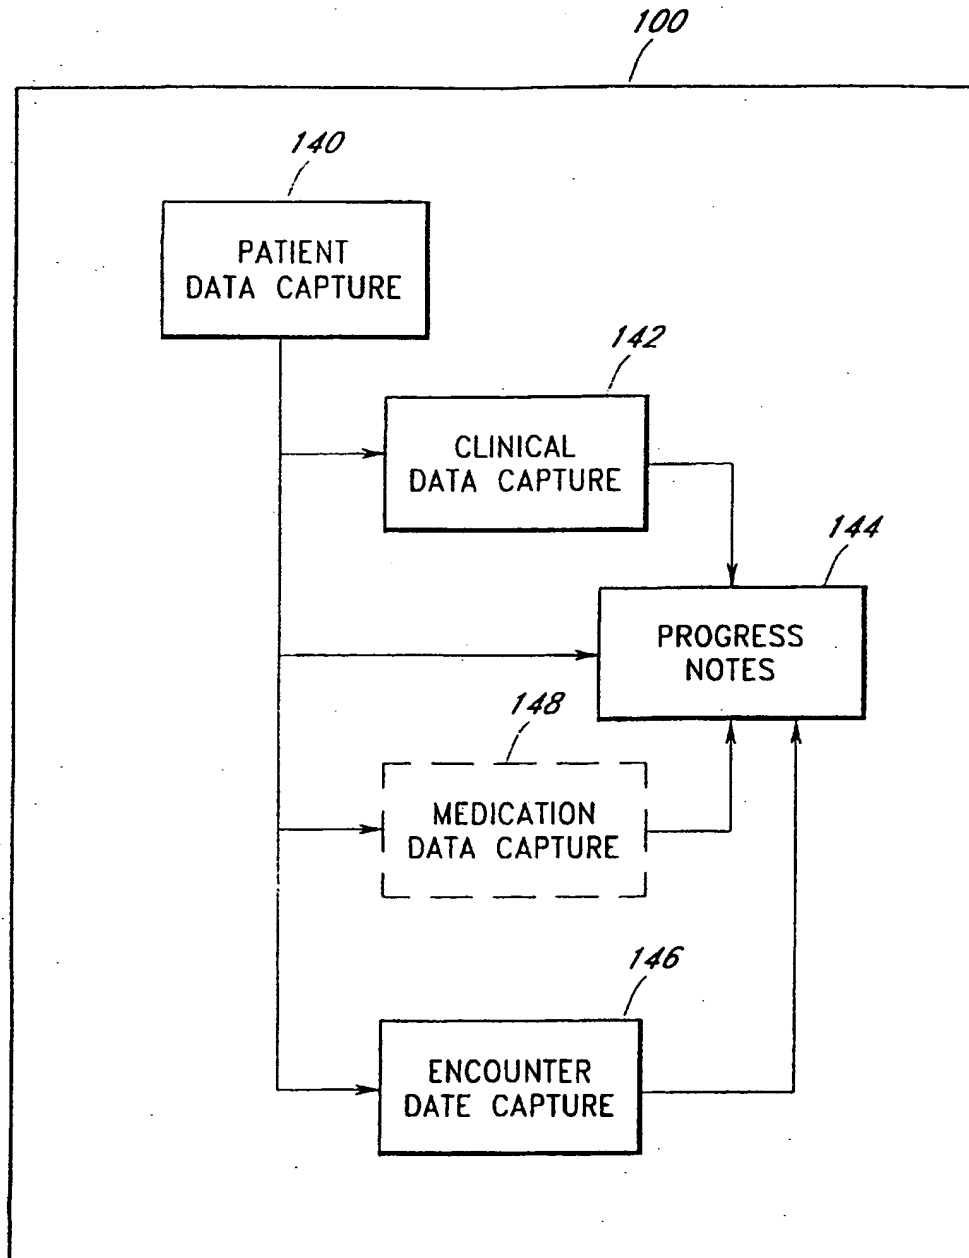 100
140
PATIENT
DATA CAPTURE
142
CLINICAL
DATA CAPTURE
144
PROGRESS
NOTES
148
MEDICATION
DATA CAPTURE
146
ENCOUNTER
DATE CAPTURE